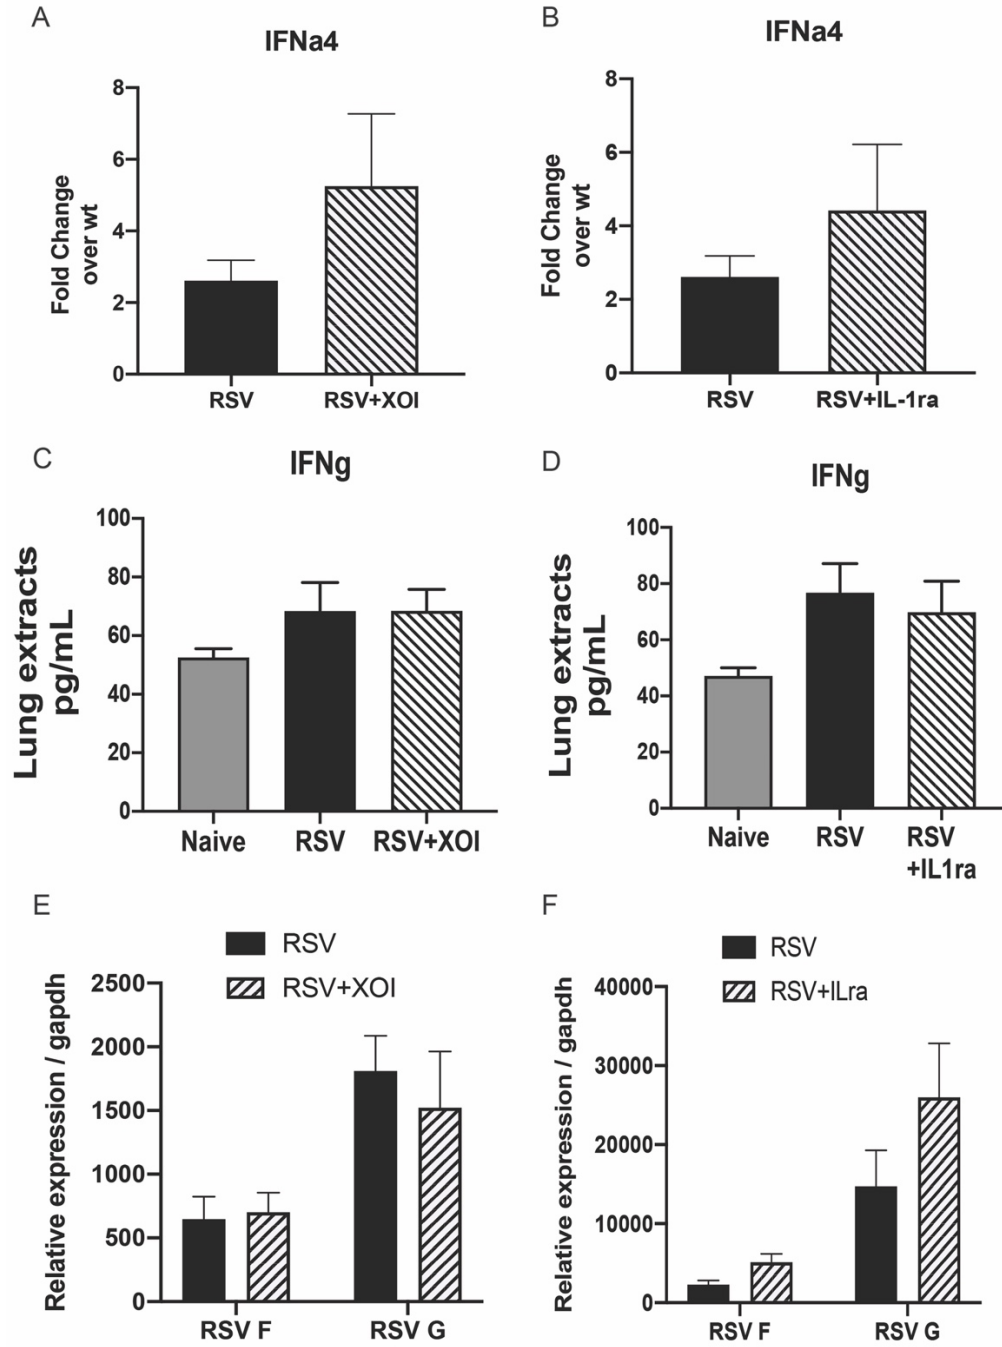 A
IFNa4
Fold Change
over wt
8
6
4
2
0
RSV
RSV+XOI
B
IFNa4
Fold Change
over wt
8
6
4
2
0
RSV
RSV+IL-1ra
C
IFNg
Lung extracts
pg/mL
100
80
60
40
20
0
Naive
RSV
RSV+XOI
D
IFNg
Lung extracts
pg/mL
100
80
60
40
20
0
Naive
RSV
RSV
+IL1ra
E
RSV
RSV+XOI
Relative expression / gapdh
2500
2000
1500
1000
500
0
RSV F
RSV G
F
RSV
RSV+ILra
Relative expression / gapdh
40000
30000
20000
10000
0
RSV F
RSV G